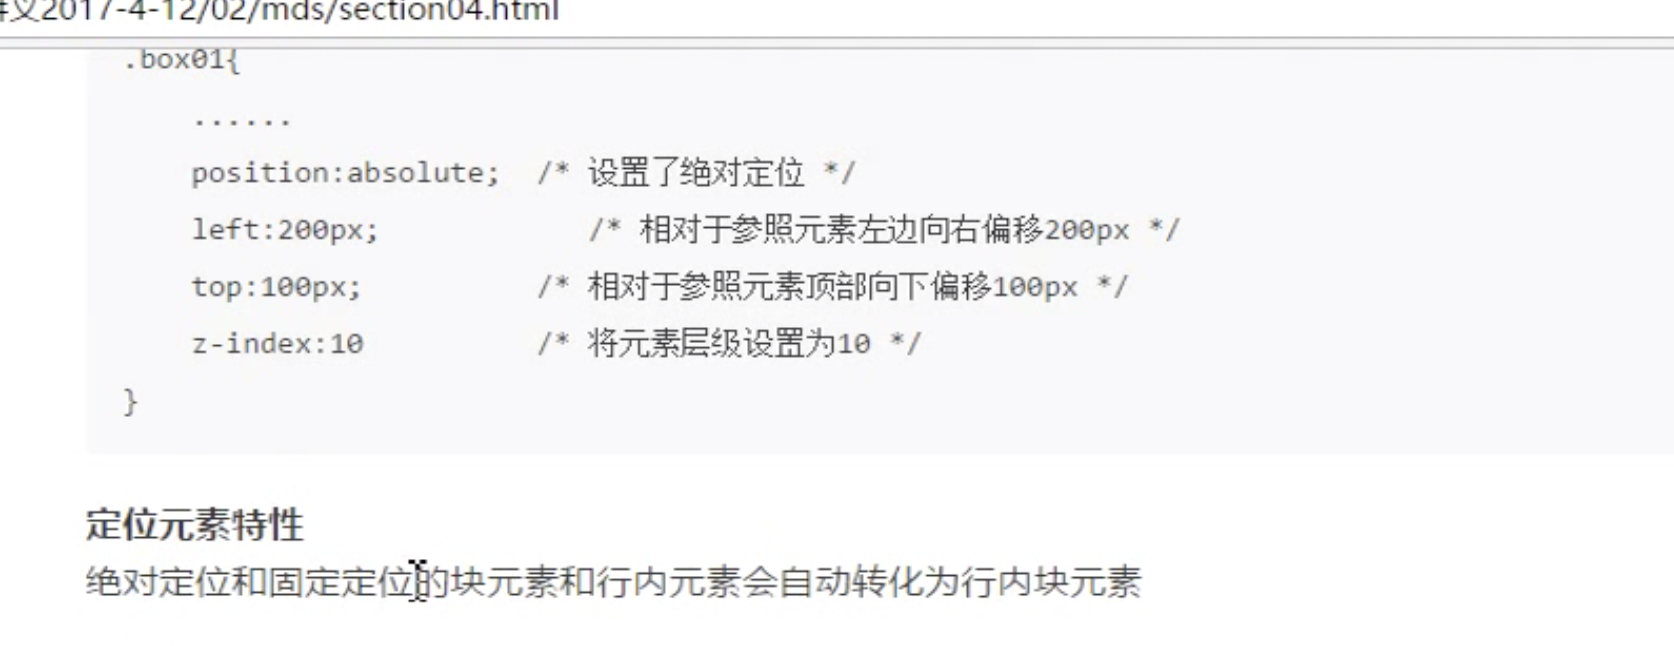 义2017-4-12/02/mds/section04.html
.box01{
......
position:absolute; /* 设置了绝对定位 */
left:200px; /* 相对于参照元素左边向右偏移200px */
top:100px; /* 相对于参照元素顶部向下偏移100px */
z-index:10 /* 将元素层级设置为10 */
}
定位元素特性
绝对定位和固定定位的块元素和行内元素会自动转化为行内块元素